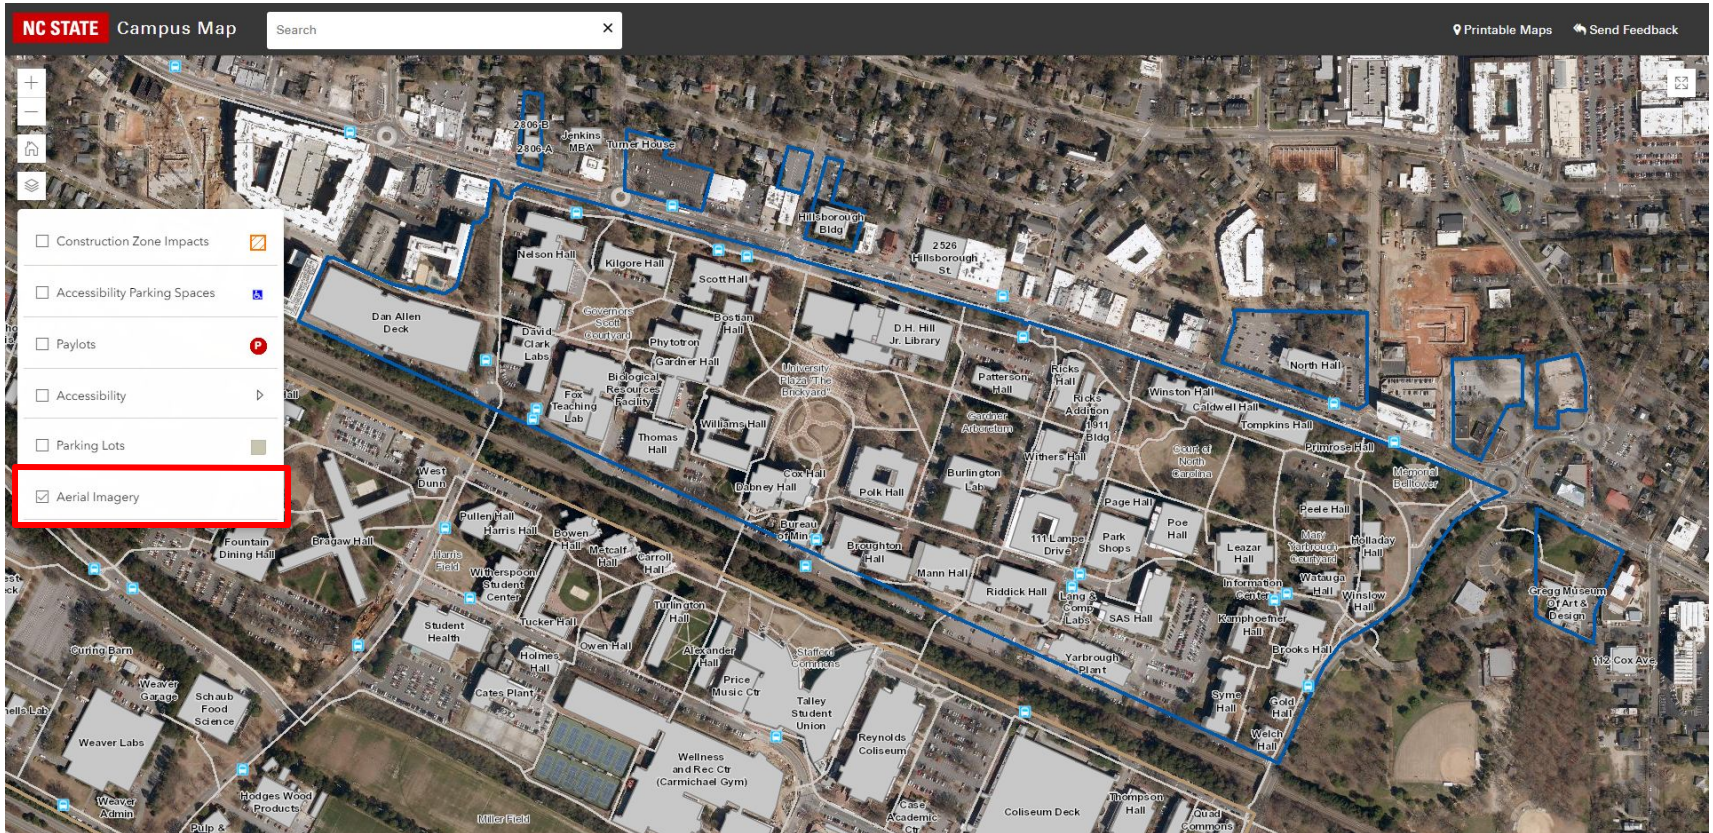 NC STATE Campus Map
Search
Printable Maps
Send Feedback
Construction Zone Impacts
Accessibility Parking Spaces
Paylots
P
Accessibility
Parking Lots
Aerial Imagery
2806-B
2806-A
Jenkins
MBA
Turner House
Hillsborough
Bldg
2526
Hillsborough
St.
Nelson Hall
Kilgore Hall
Scott Hall
Dan Allen
Deck
Governors
Scott
Courtyard
Bostian
Hall
David
Clark
Labs
Phytotron
Gardner Hall
D.H. Hill
Jr. Library
University
Plaza "The
Brickyard"
Biological
Resources
Facility
Fox
Teaching
Lab
Thomas
Hall
Williams Hall
Patterson
Hall
Ricks
Hall
Ricks
Addition
1911
Bldg
Gardner
Arboretum
Winston Hall
Caldwell Hall
Tompkins Hall
North Hall
Primrose Hall
Memorial
Belltower
Withers Hall
Court of
North
Carolina
Cox Hall
Dabney Hall
Polk Hall
Burlington
Lab
Page Hall
Peele Hall
West
Dunn
Pullen Hall
Harris Hall
Bureau
of Min
Broughton
Hall
111 Lampe
Drive
Park
Shops
Poe
Hall
Leazar
Hall
Mary
Yarbrough
Courtyard
Holladay
Hall
Fountain
Dining Hall
Bragaw Hall
Harris
Field
Bowen
Hall
Metcalf
Hall
Carroll
Hall
Mann Hall
Riddick Hall
Lang &
Comp
Labs
SAS Hall
Information
Center
Watauga
Hall
Winslow
Hall
Gregg Museum
Of Art &
Design
Witherspoon
Student
Center
Tucker Hall
Turlington
Hall
Kamphoefner
Hall
Student
Health
Owen Hall
Alexander
Hall
Stafford
Commons
Yarbrough
Plant
Brooks Hall
112 Cox Ave.
Curing Barn
Holmes
Hall
Weaver
Garage
Schaub
Food
Science
Cates Plant
Price
Music Ctr
Talley
Student
Union
Syme
Hall
Gold
Hall
Welch
Hall
Weaver Labs
Reynolds
Coliseum
Wellness
and Rec Ctr
(Carmichael Gym)
Weaver
Admin
Hodges Wood
Products
Pulp &
Miller Field
Case
Academic
Ctr
Coliseum Deck
Thompson
Hall
Quad
Commons